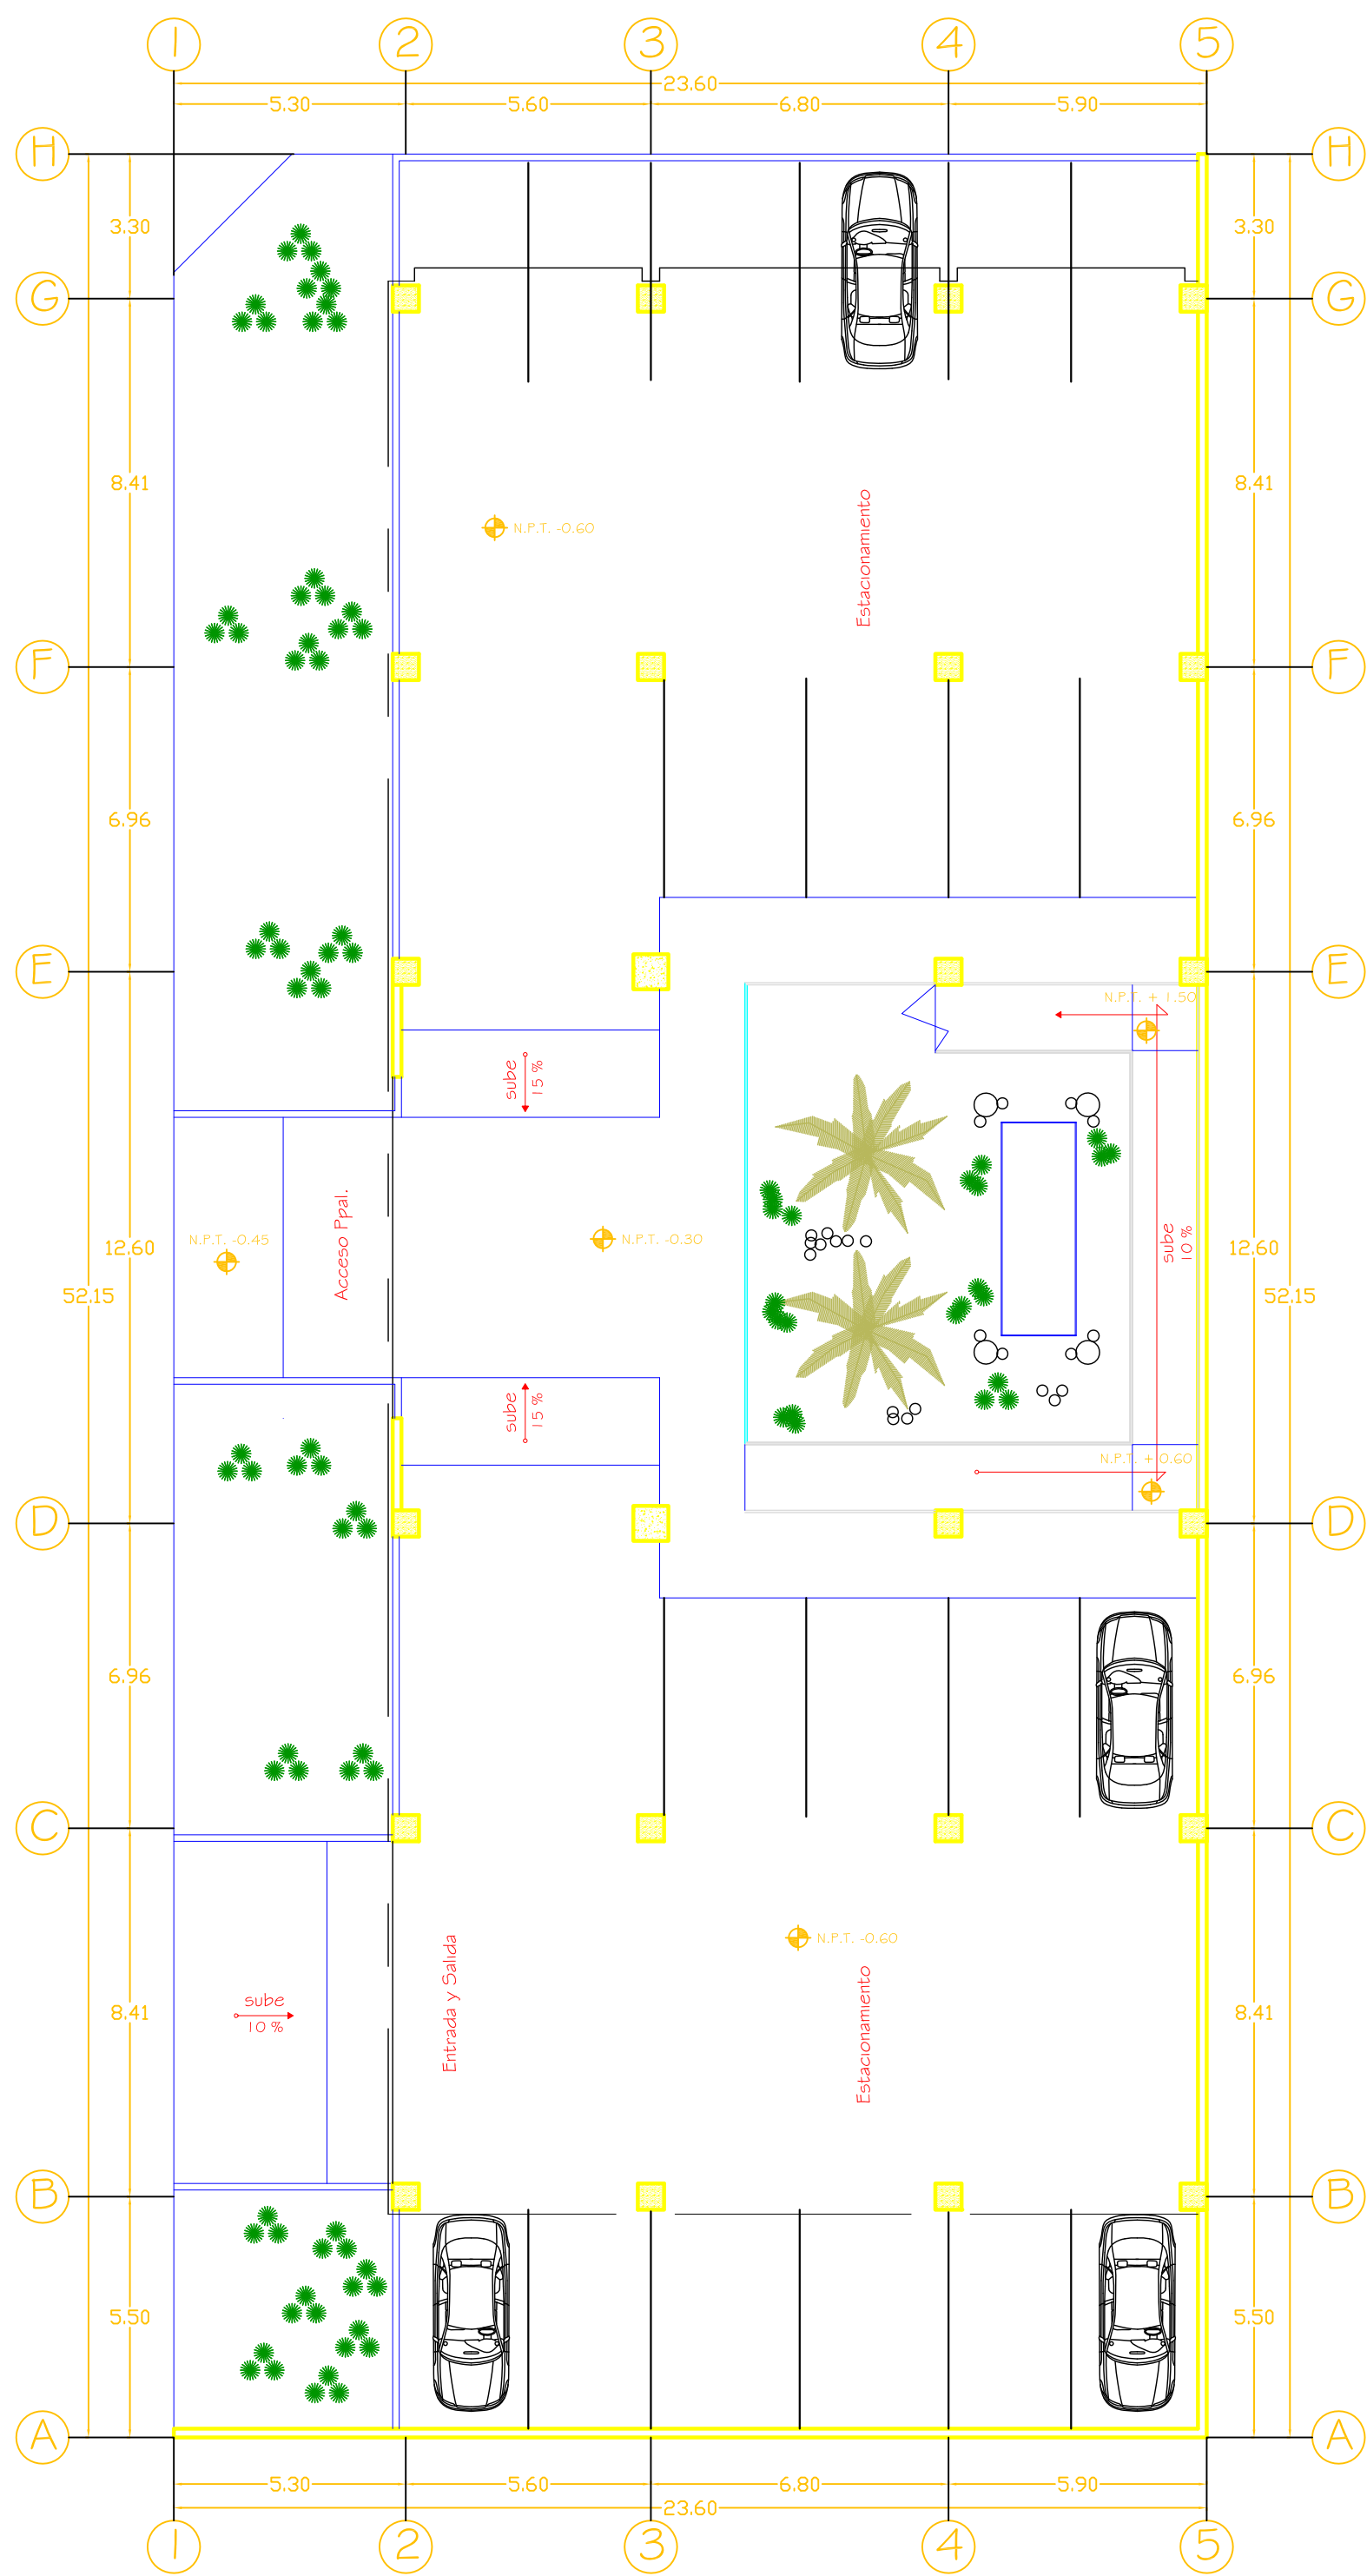 1 2 3 4 5
23.60
5.30 5.60 6.80 5.90
H H
3.30 3.30
G G
8.41 8.41
Estacionamiento
N.P.T. -0.60
F F
6.96 6.96
E E
N.P.T. + 1.50
sube
15 %
Acceso Ppal.
N.P.T. -0.45
N.P.T. -0.30
sube
10 %
12.60 12.60
52.15 52.15
sube
15 %
N.P.T. + 0.60
D D
6.96 6.96
C C
N.P.T. -0.60
Entrada y Salida
Estacionamiento
sube
10 %
8.41 8.41
B B
5.50 5.50
A A
5.30 5.60 6.80 5.90
23.60
1 2 3 4 5